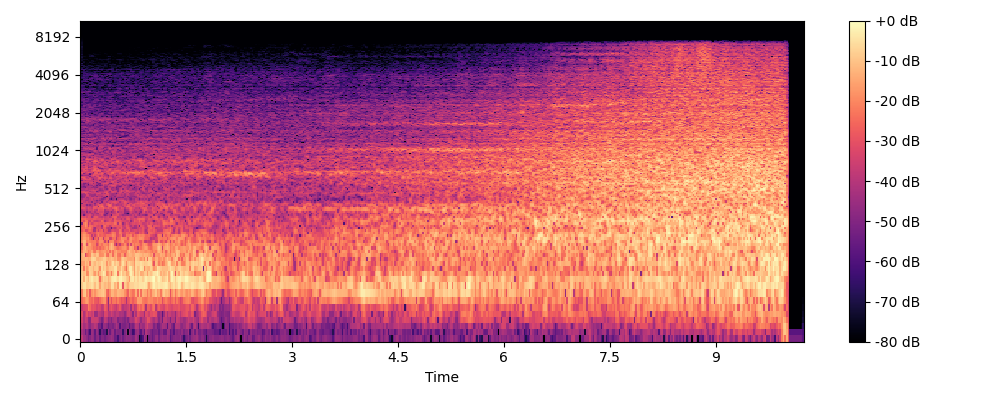 8192
4096
2048
1024
512
256
128
64
0
Hz
0 1.5 3 4.5 6 7.5 9
Time
+0 dB
-10 dB
-20 dB
-30 dB
-40 dB
-50 dB
-60 dB
-70 dB
-80 dB